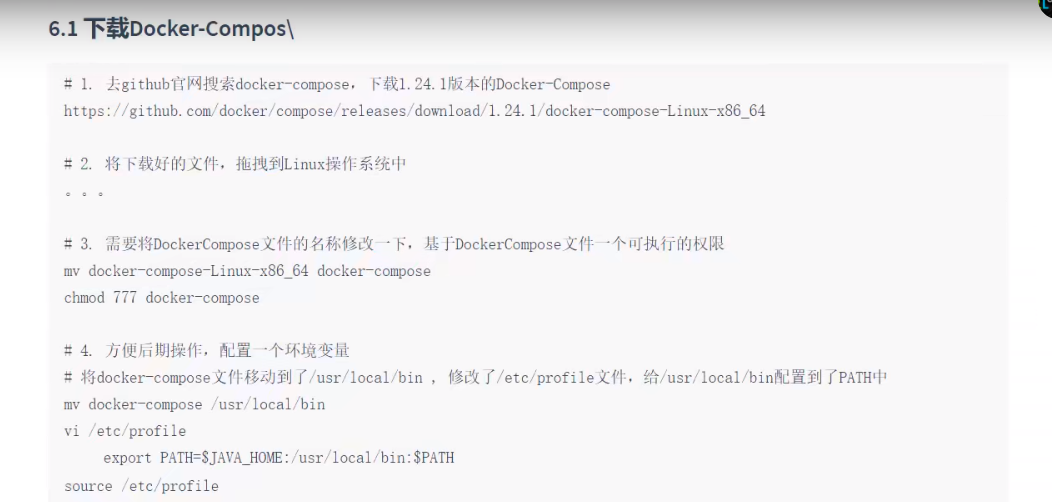 6.1 下载Docker-Compos\
# 1. 去github官网搜索docker-compose，下载1.24.1版本的Docker-Compose
https://github.com/docker/compose/releases/download/1.24.1/docker-compose-Linux-x86_64
# 2. 将下载好的文件，拖拽到Linux操作系统中
。。。
# 3. 需要将DockerCompose文件的名称修改一下，基于DockerCompose文件一个可执行的权限
mv docker-compose-Linux-x86_64 docker-compose
chmod 777 docker-compose
# 4. 方便后期操作，配置一个环境变量
# 将docker-compose文件移动到了/usr/local/bin , 修改了/etc/profile文件，给/usr/local/bin配置到了PATH中
mv docker-compose /usr/local/bin
vi /etc/profile
export PATH=$JAVA_HOME:/usr/local/bin:$PATH
source /etc/profile